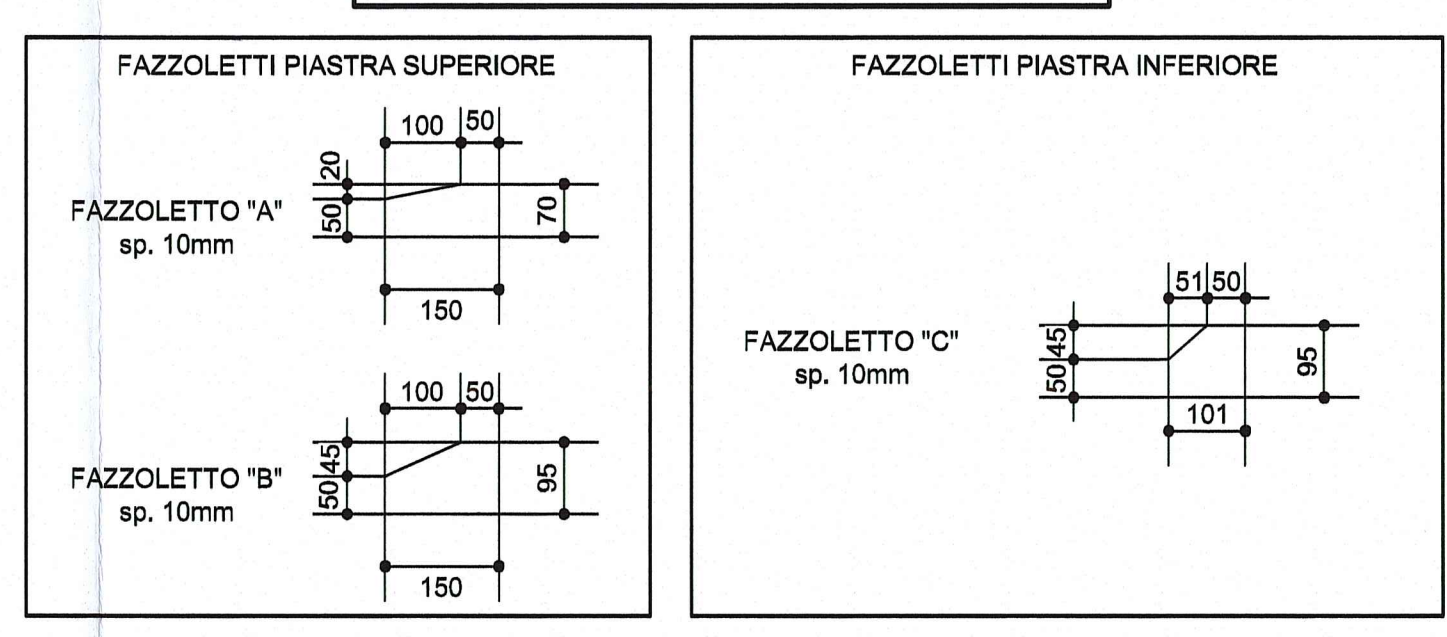 FAZZOLETTI PIASTRA SUPERIORE
100 50
20
50
70
FAZZOLETTO "A"
sp. 10mm
150
100 50
45
50
95
FAZZOLETTO "B"
sp. 10mm
150
FAZZOLETTI PIASTRA INFERIORE
51 50
45
50
95
FAZZOLETTO "C"
sp. 10mm
101